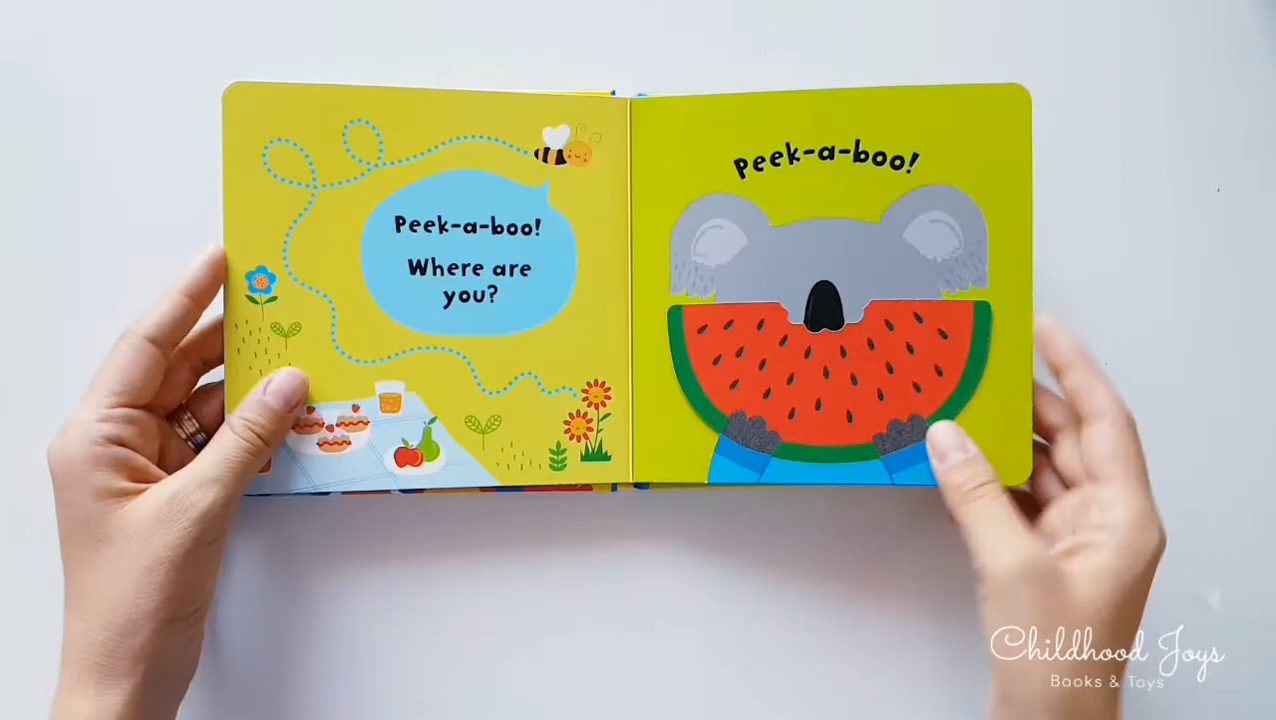 Peek-a-boo!
Where are
you?
Peek-a-boo!
Childhood Joys
Books & Toys